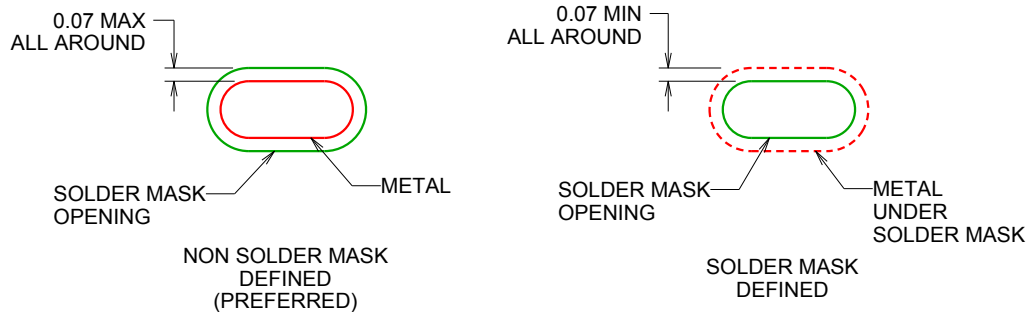 0.07 MAX
ALL AROUND
SOLDER MASK
OPENING
METAL
NON SOLDER MASK
DEFINED
(PREFERRED)
0.07 MIN
ALL AROUND
SOLDER MASK
OPENING
METAL
UNDER
SOLDER MASK
SOLDER MASK
DEFINED